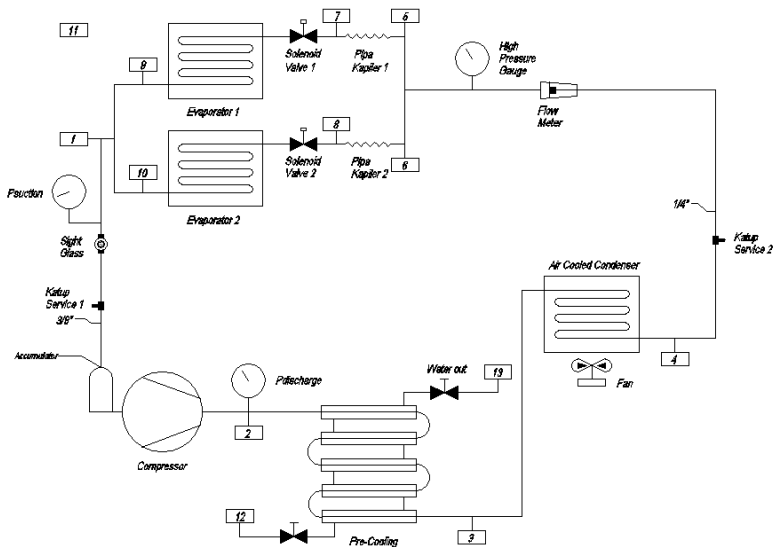 11
7
5
High
Pressure
Gauge
Solenoid
Valve 1
Pipa
Kapiler 1
9
Flow
Meter
Evaporator 1
1
8
Solenoid
Valve 2
Pipa
Kapiler 2
6
10
Psuction
Evaporator 2
1/4"
Sight
Glass
Katup
Service 2
Air Cooled Condenser
Katup
Service 1
3/8"
4
Accumulator
Water out
13
Pdischarge
Fan
2
Compressor
12
3
Pre-Cooling